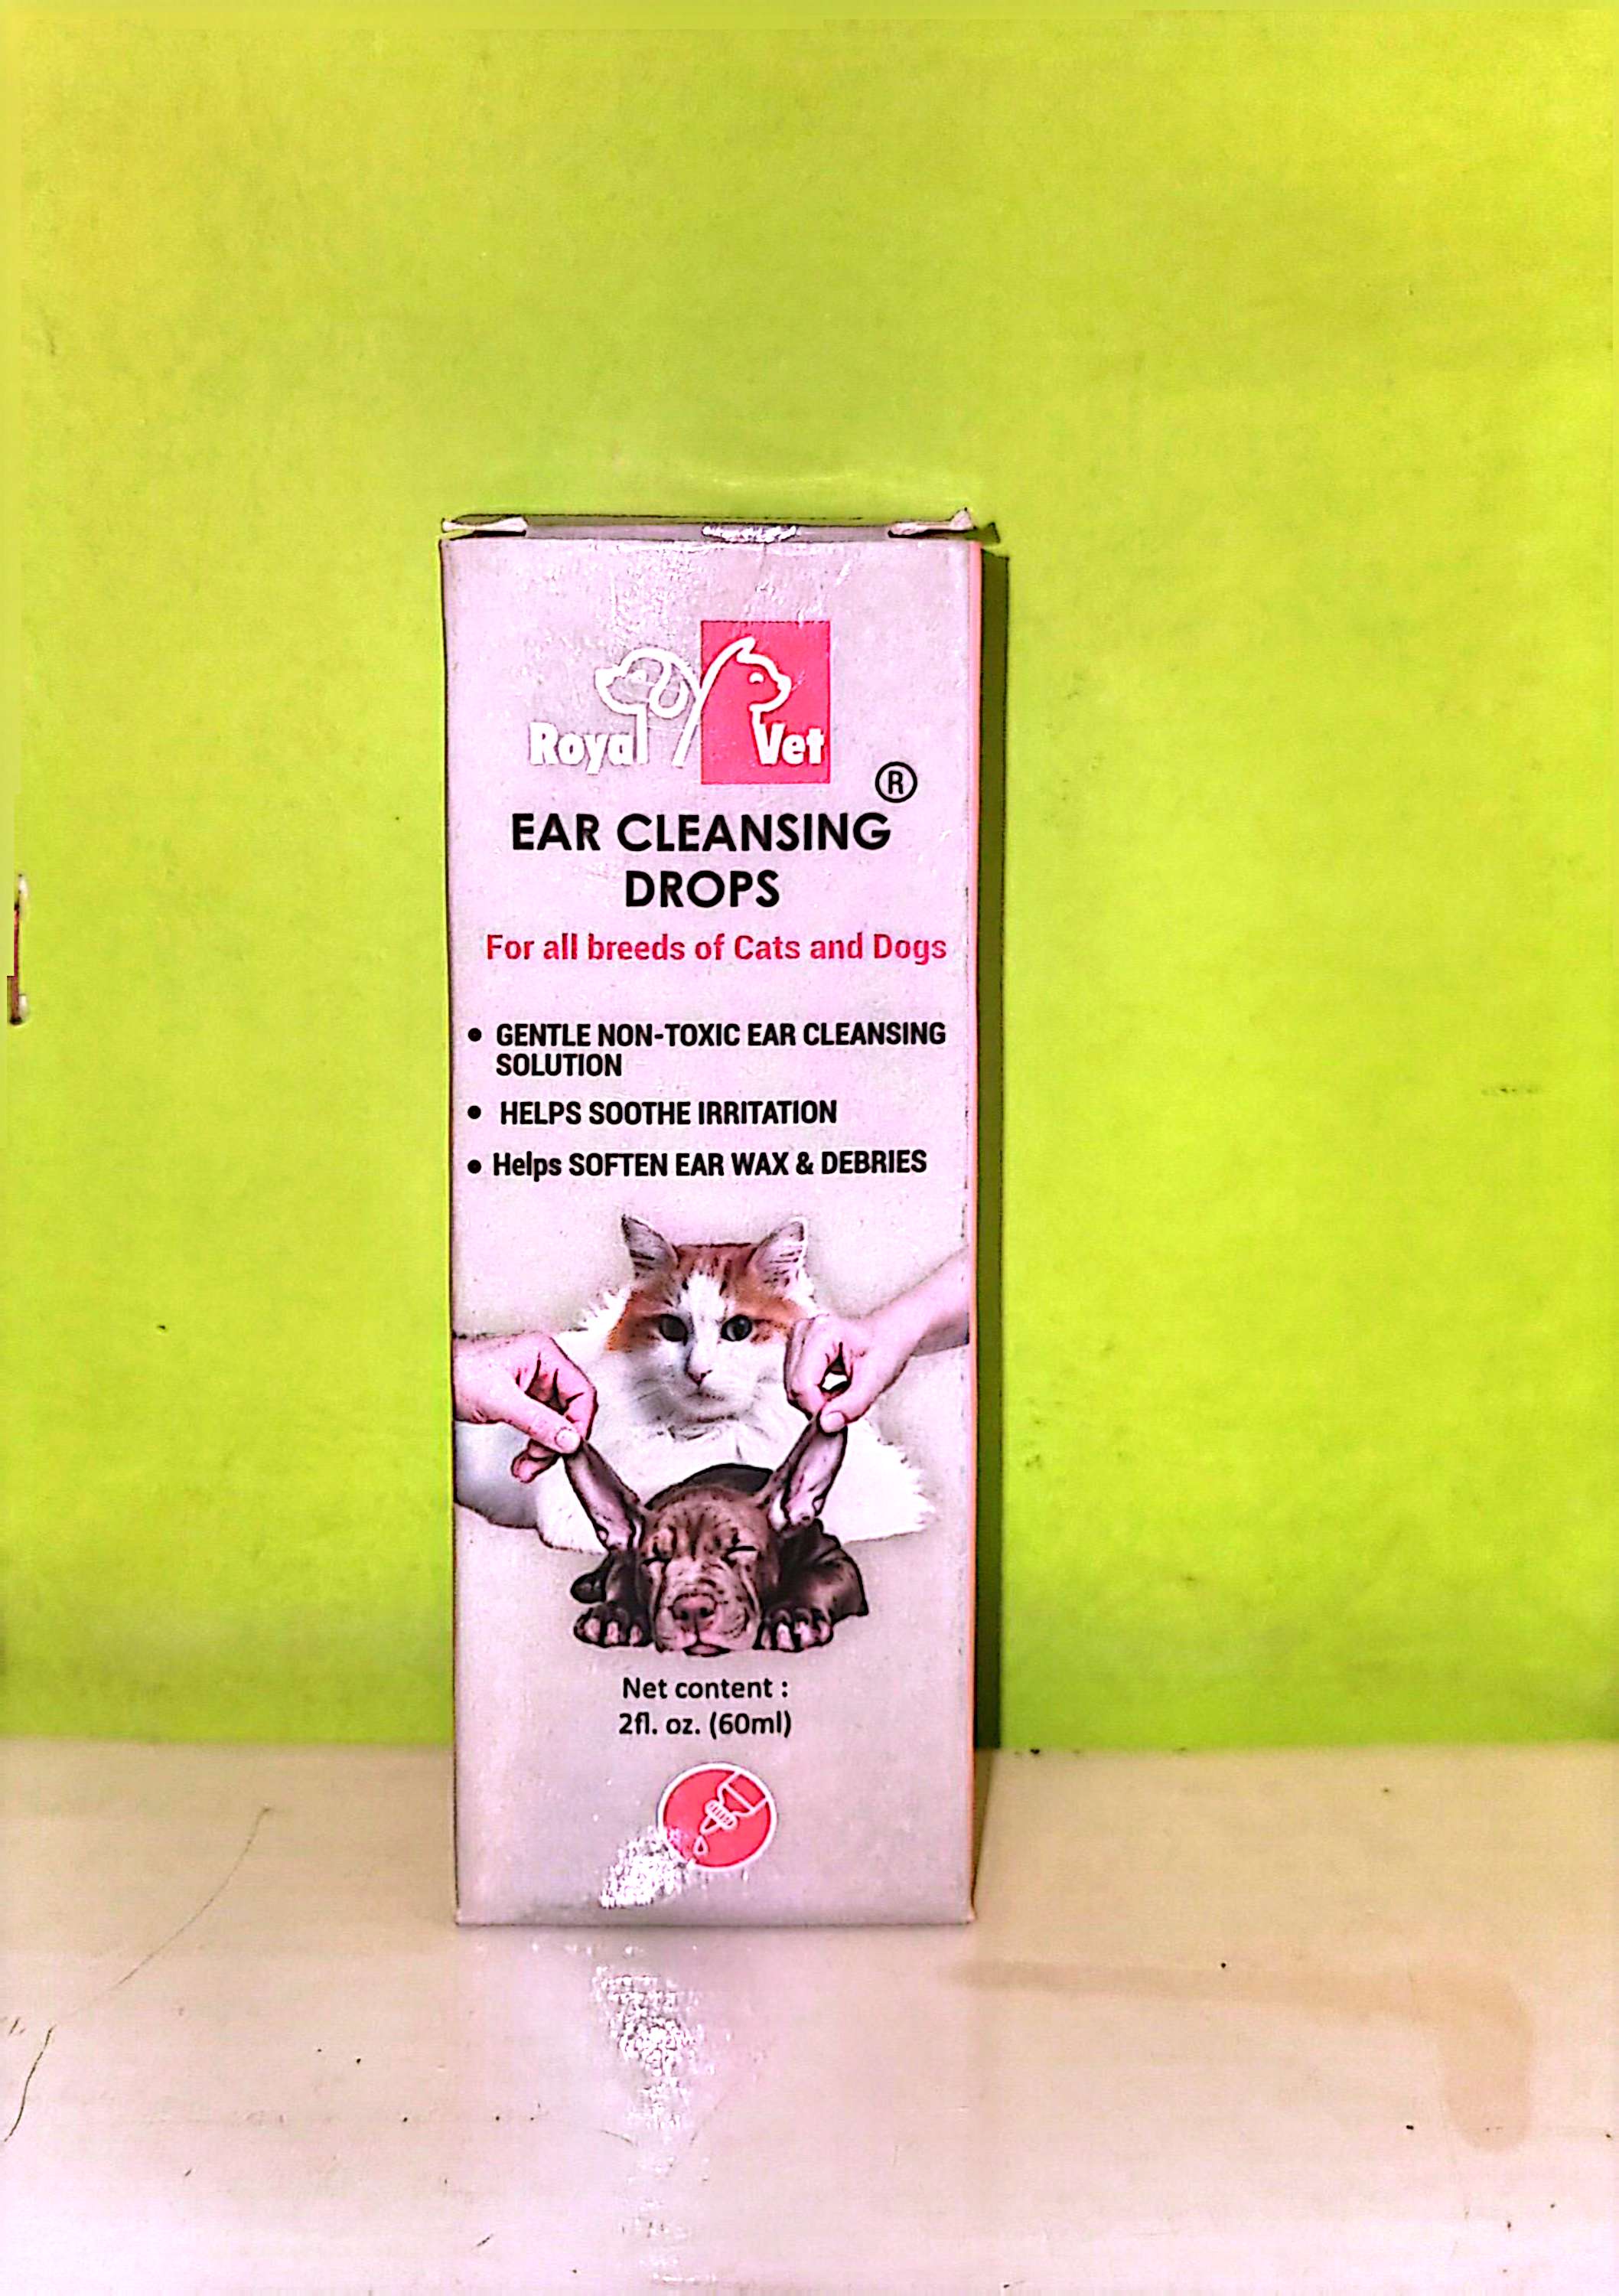 Royal Vet
®
EAR CLEANSING
DROPS
For all breeds of Cats and Dogs
• GENTLE NON-TOXIC EAR CLEANSING
SOLUTION
• HELPS SOOTHE IRRITATION
• Helps SOFTEN EAR WAX & DEBRIES
Net content :
2fl. oz. (60ml)